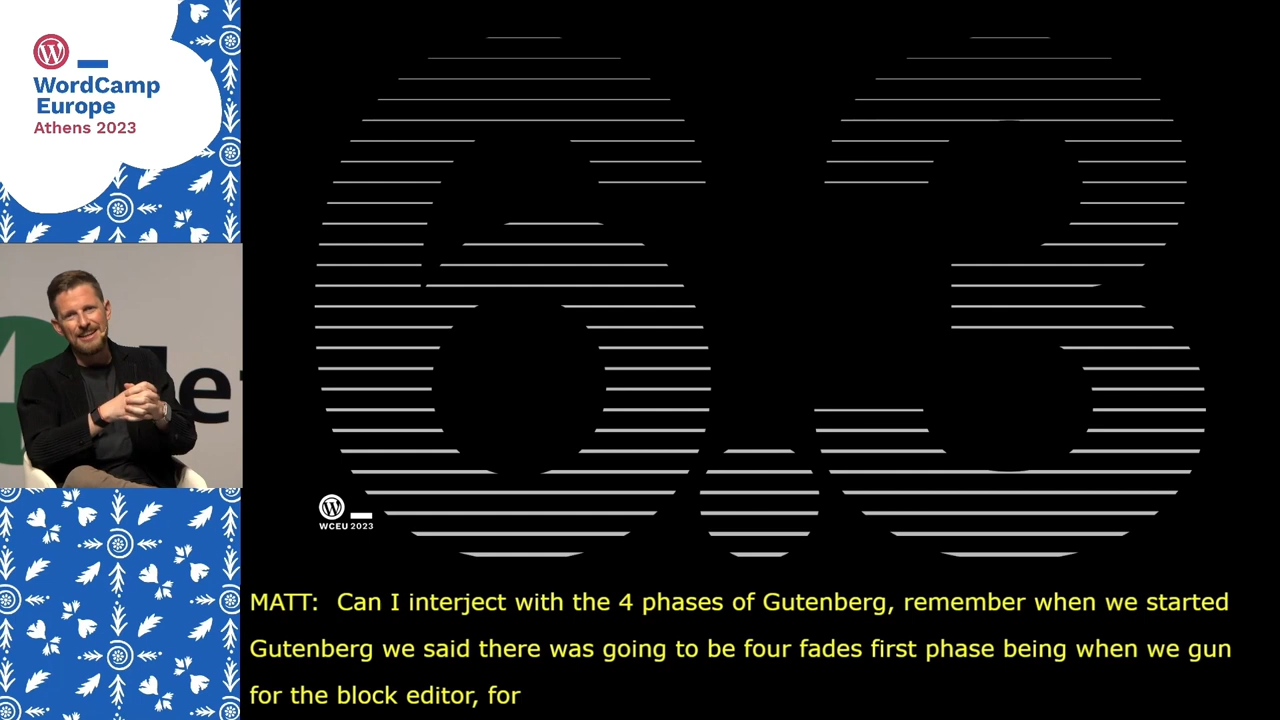 WordCamp
Europe
Athens 2023
6.3
WCEU 2023
MATT:  Can I interject with the 4 phases of Gutenberg, remember when we started
Gutenberg we said there was going to be four fades first phase being when we gun
for the block editor, for